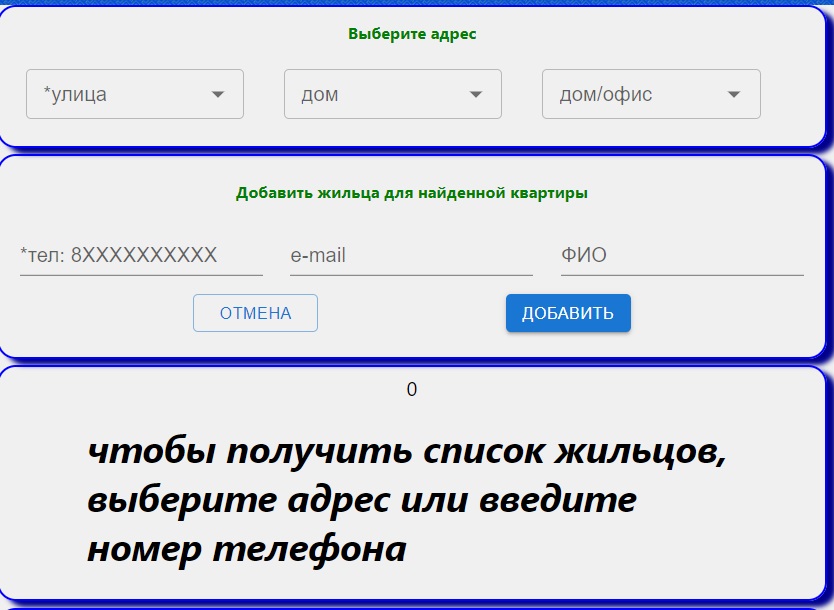 Выберите адрес
*улица
дом
дом/офис
Добавить жильца для найденной квартиры
*тел: 8XXXXXXXXXX
e-mail
ФИО
ОТМЕНА
ДОБАВИТЬ
0
чтобы получить список жильцов,
выберите адрес или введите
номер телефона